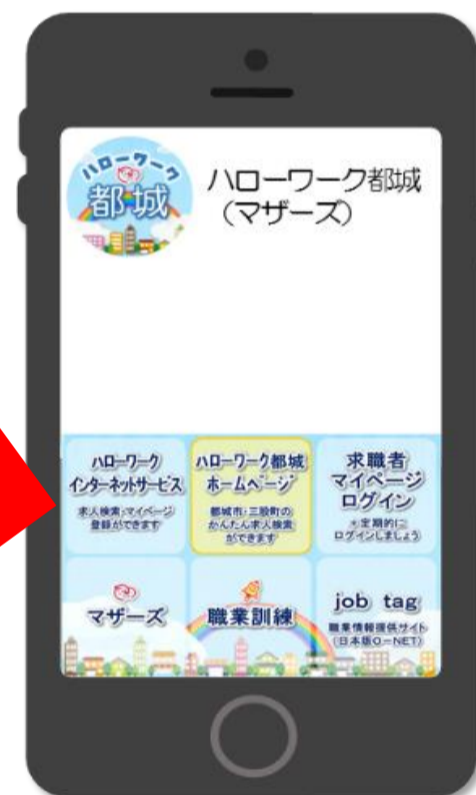 ハローワーク
都城
ハローワーク都城
(マザーズ)
ハローワーク
インターネットサービス
求人検索・マイページ
登録ができます
ハローワーク都城
ホームページ
都城市・三股町の
かんたん求人検索
ができます
求職者
マイページ
ログイン
*定期的に
ログインしましょう
マザーズ
職業訓練
job tag
職業情報提供サイト
(日本版O-NET)